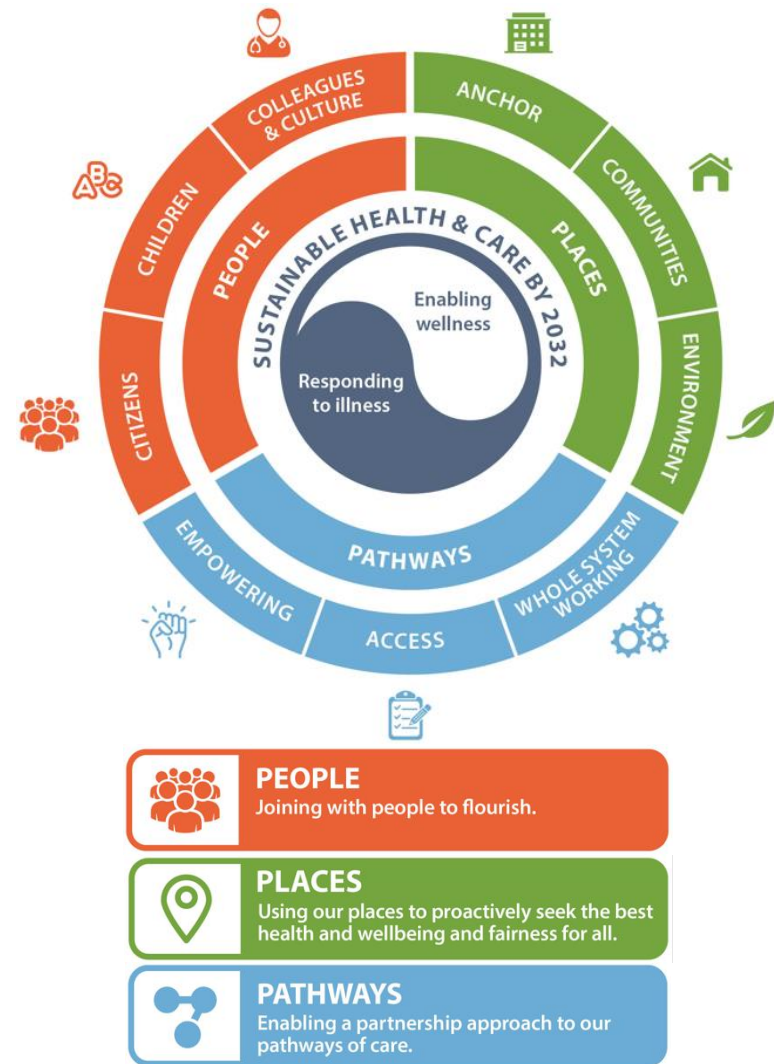 COLLEAGUES
& CULTURE
ANCHOR
ABC
CHILDREN
COMMUNITIES
PEOPLE
PLACES
SUSTAINABLE HEALTH & CARE BY 2032
Enabling
wellness
Responding
to illness
CITIZENS
ENVIRONMENT
EMPOWERING
PATHWAYS
WHOLE SYSTEM
WORKING
ACCESS
PEOPLE
Joining with people to flourish.
PLACES
Using our places to proactively seek the best
health and wellbeing and fairness for all.
PATHWAYS
Enabling a partnership approach to our
pathways of care.